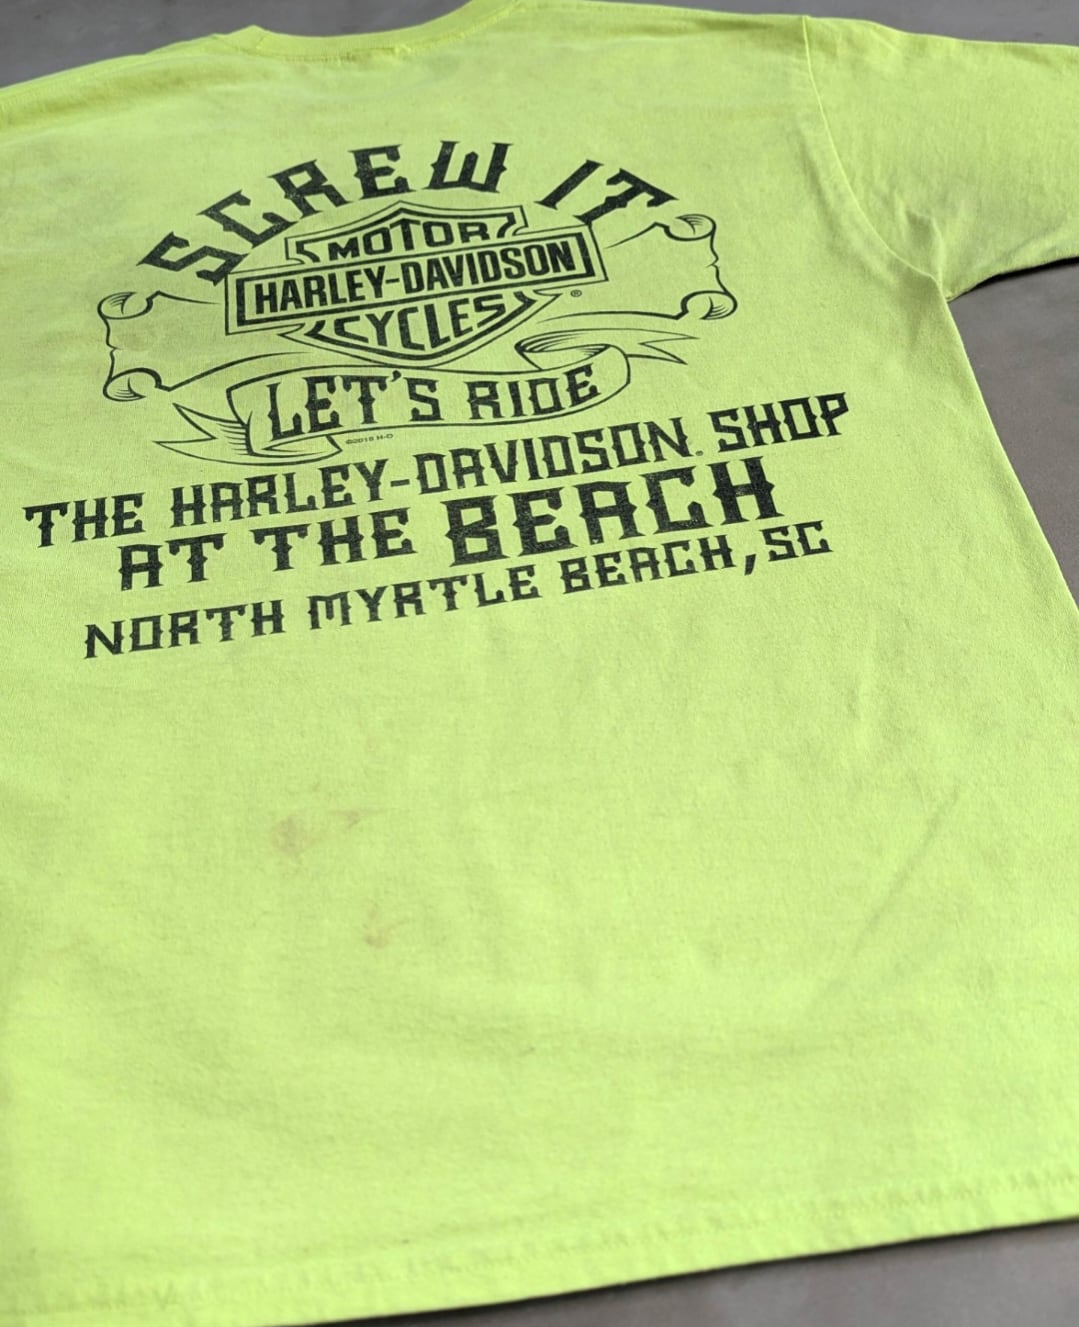 SCREW IT
MOTOR
HARLEY-DAVIDSON
®
CYCLES
LET'S RIDE
©2018 H-D
THE HARLEY-DAVIDSON. SHOP
AT THE BEACH
NORTH MYRTLE BEACH, SC